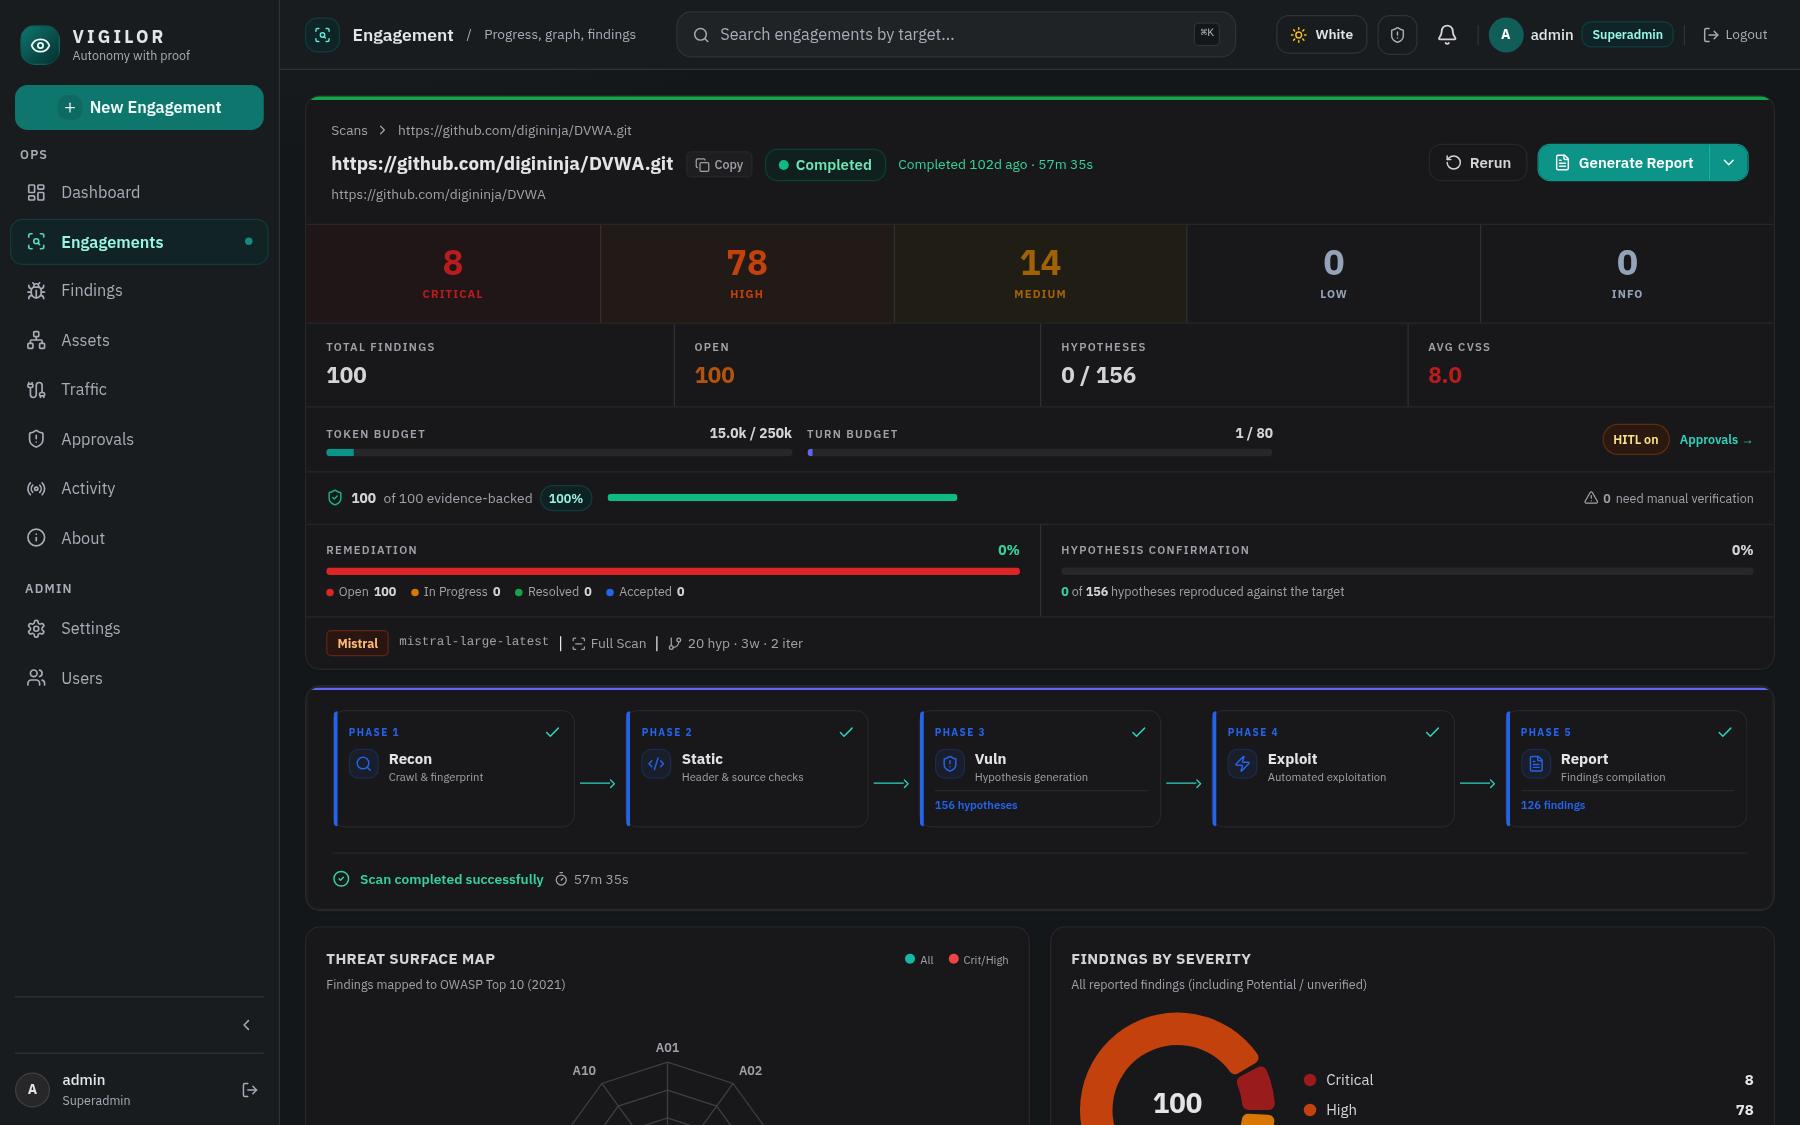 VIGILOR
Autonomy with proof
+ New Engagement
OPS
Dashboard
Engagements
Findings
Assets
Traffic
Approvals
Activity
About
ADMIN
Settings
Users
A admin
Superadmin
Engagement / Progress, graph, findings
Search engagements by target... ⌘K
White
A admin Superadmin
Logout
Scans > https://github.com/digininja/DVWA.git
https://github.com/digininja/DVWA.git Copy Completed Completed 102d ago · 57m 35s
https://github.com/digininja/DVWA
Rerun Generate Report
8 78 14 0 0
CRITICAL HIGH MEDIUM LOW INFO
TOTAL FINDINGS OPEN HYPOTHESES AVG CVSS
100 100 0 / 156 8.0
TOKEN BUDGET 15.0k / 250k TURN BUDGET 1 / 80
HITL on Approvals →
100 of 100 evidence-backed 100% 0 need manual verification
REMEDIATION 0%
Open 100 In Progress 0 Resolved 0 Accepted 0
HYPOTHESIS CONFIRMATION 0%
0 of 156 hypotheses reproduced against the target
Mistral mistral-large-latest | Full Scan | 20 hyp · 3w · 2 iter
PHASE 1
Recon
Crawl & fingerprint
PHASE 2
Static
Header & source checks
PHASE 3
Vuln
Hypothesis generation
156 hypotheses
PHASE 4
Exploit
Automated exploitation
PHASE 5
Report
Findings compilation
126 findings
Scan completed successfully 57m 35s
THREAT SURFACE MAP All Crit/High
Findings mapped to OWASP Top 10 (2021)
A01
A10 A02
FINDINGS BY SEVERITY
All reported findings (including Potential / unverified)
100
Critical 8
High 78